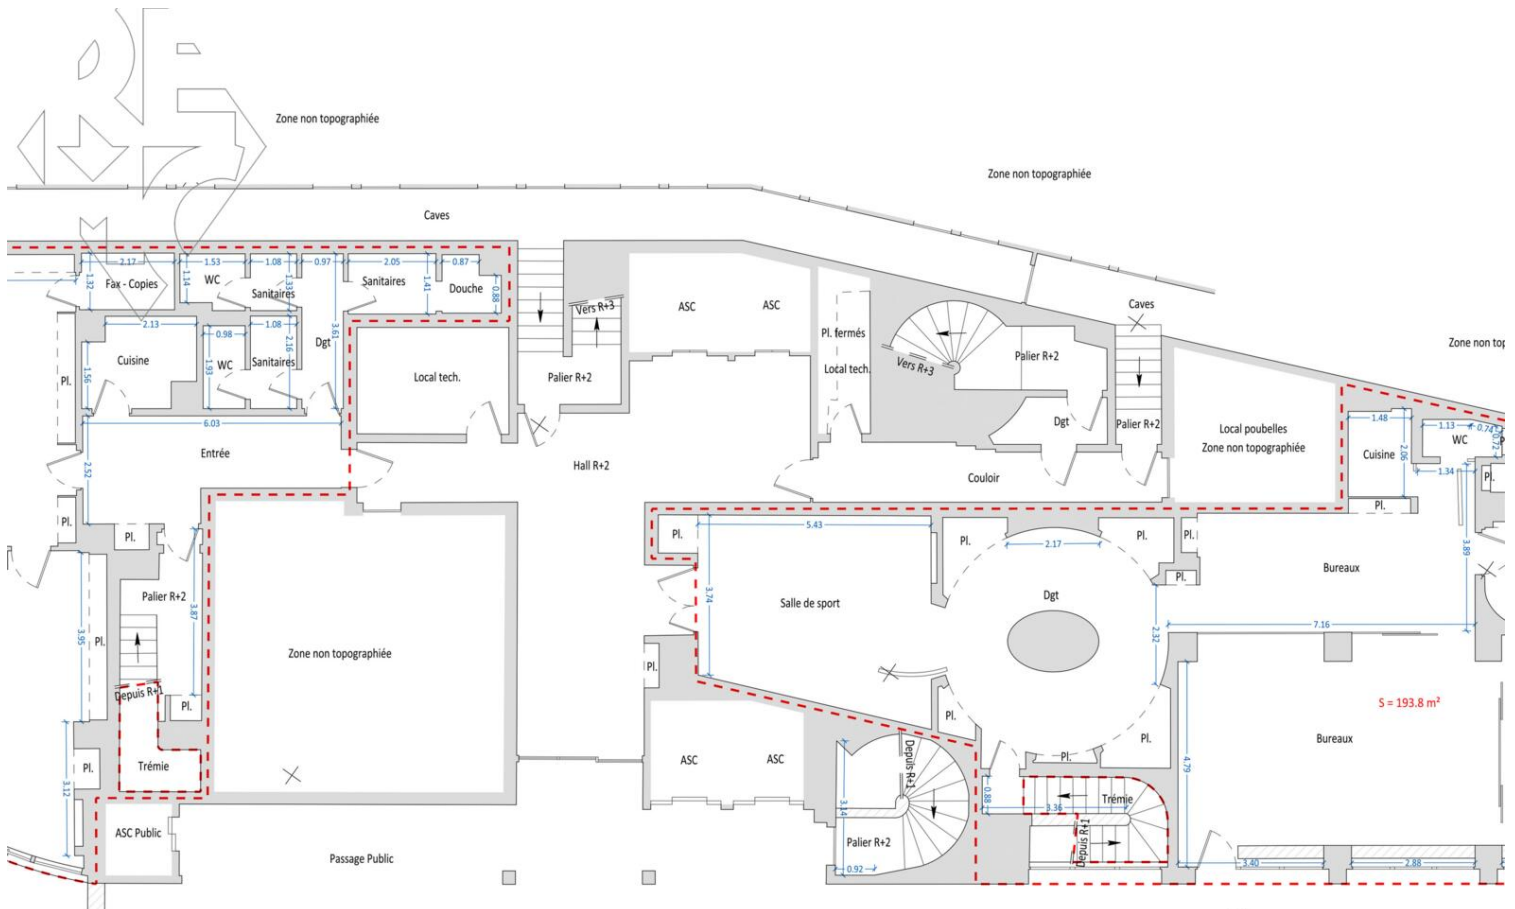 Zone non topographiée
Zone non topographiée
Caves
2.17
1.53
1.08
0.97
2.05
0.87
1.32
Fax - Copies
1.14
WC
Sanitaires
1.33
Sanitaires
1.41
Douche
0.88
Vers R+3
ASC
ASC
Caves
2.13
0.98
1.08
3.61
Dgt
Cuisine
1.56
WC
1.93
Sanitaires
2.16
Pl.
Local tech.
Palier R+2
Pl. fermés
Local tech.
Vers R+3
Palier R+2
Zone non top
6.03
Entrée
2.52
Hall R+2
Dgt
Palier R+2
Couloir
Local poubelles
Zone non topographiée
1.48
Cuisine
2.06
1.13
0.74
0.72
WC
1.34
Pl.
Pl.
Pl.
Pl.
Pl.
5.43
Pl.
2.17
Pl.
Pl.
Pl.
3.89
Bureaux
Palier R+2
3.87
3.95
Pl.
3.74
Salle de sport
Dgt
2.32
7.16
Zone non topographiée
Pl.
Depuis R+1
Pl.
Pl.
Pl.
S = 193.8 m²
Bureaux
3.12
Pl.
Trémie
ASC
ASC
Depuis R+1
Pl.
4.79
3.14
0.88
3.36
Trémie
ASC Public
Passage Public
Palier R+2
0.92
Depuis R+1
3.40
2.88